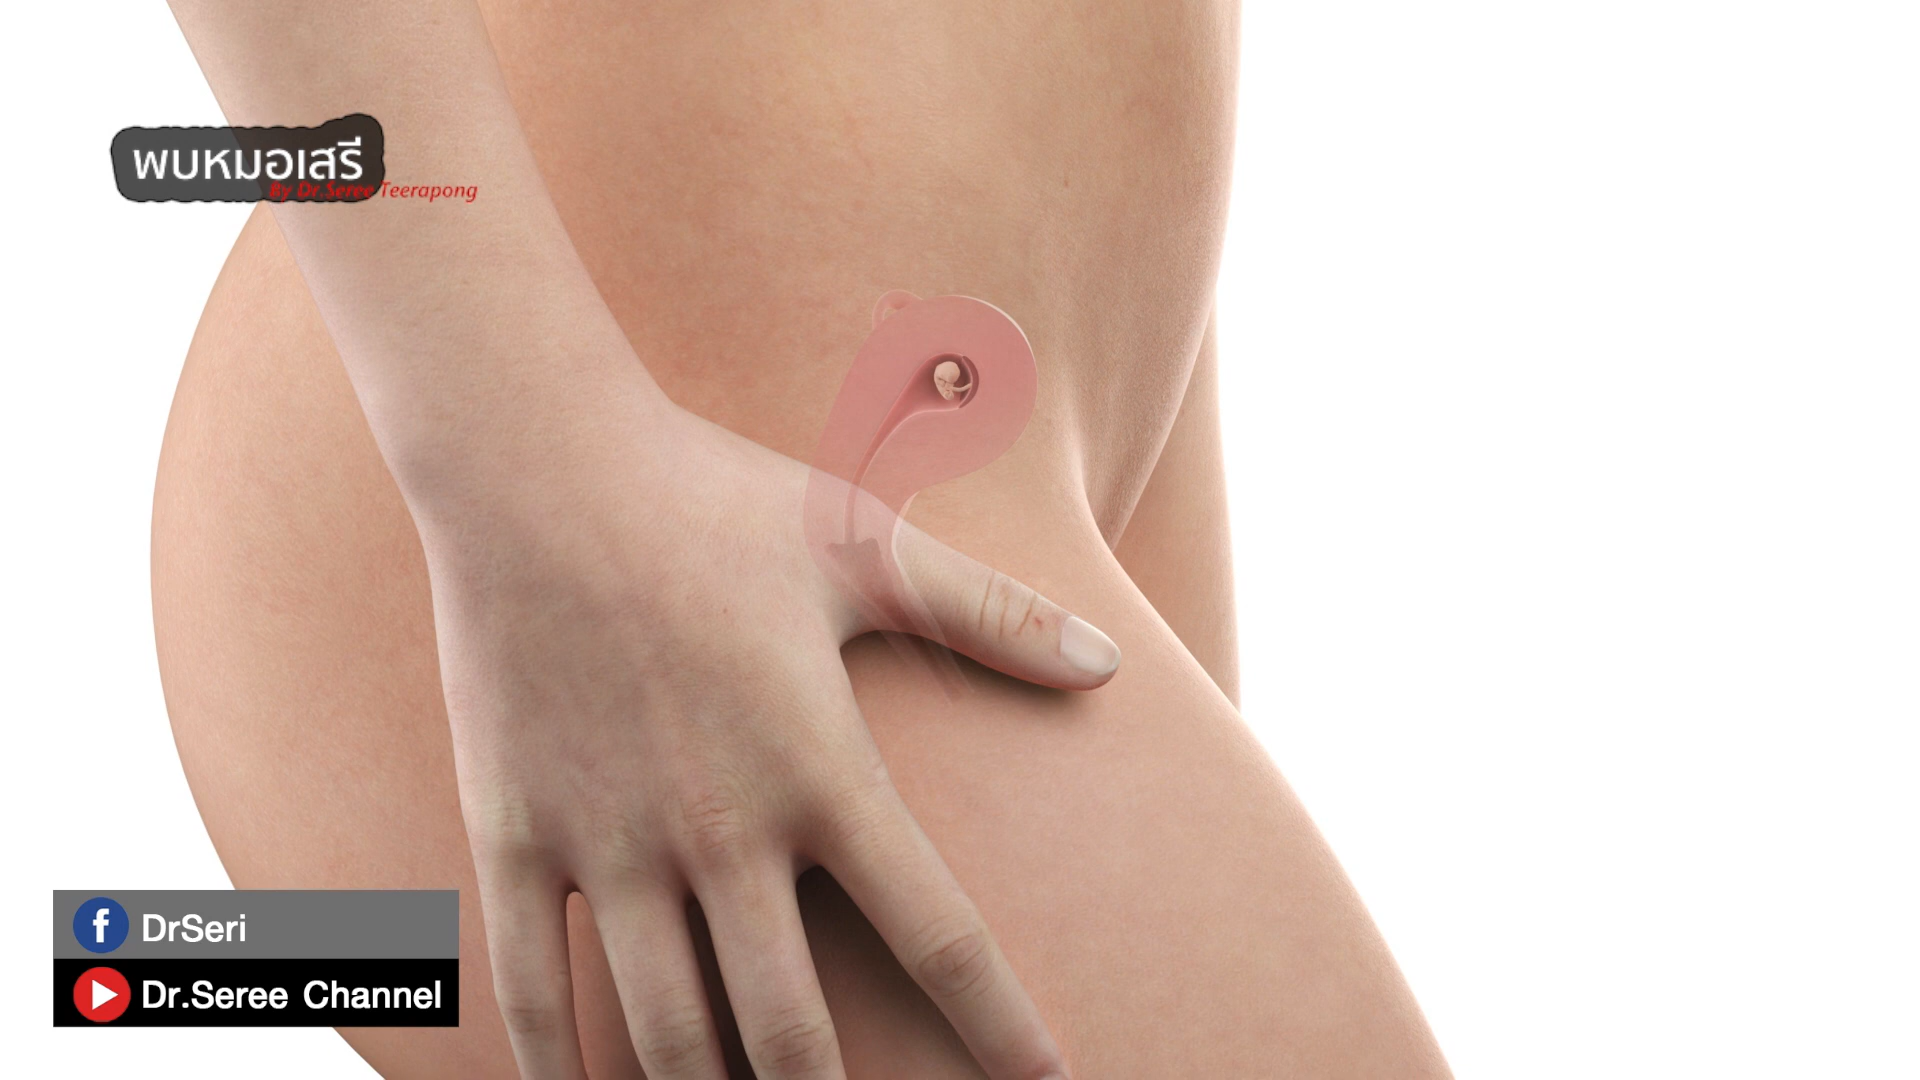 พบหมอเสรี
By Dr.Seree Teerapong
DrSeri
Dr.Seree Channel